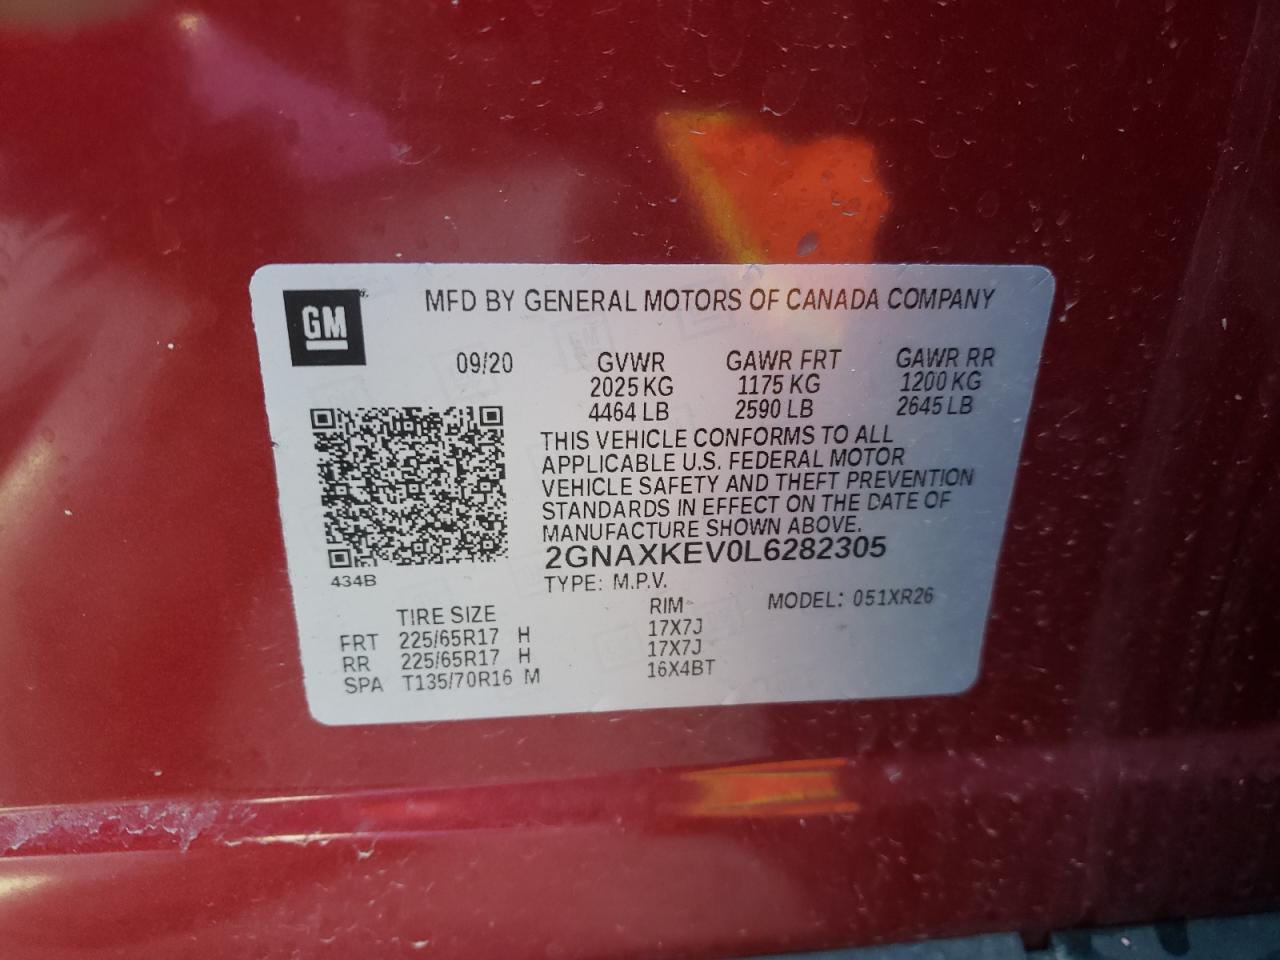 GM
MFD BY GENERAL MOTORS OF CANADA COMPANY
09/20 GVWR GAWR FRT GAWR RR
2025 KG 1175 KG 1200 KG
4464 LB 2590 LB 2645 LB
THIS VEHICLE CONFORMS TO ALL
APPLICABLE U.S. FEDERAL MOTOR
VEHICLE SAFETY AND THEFT PREVENTION
STANDARDS IN EFFECT ON THE DATE OF
MANUFACTURE SHOWN ABOVE.
2GNAXKEV0L6282305
434B
TYPE: M.P.V. MODEL: 051XR26
TIRE SIZE RIM
FRT 225/65R17 H 17X7J
RR 225/65R17 H 17X7J
SPA T135/70R16 M 16X4BT